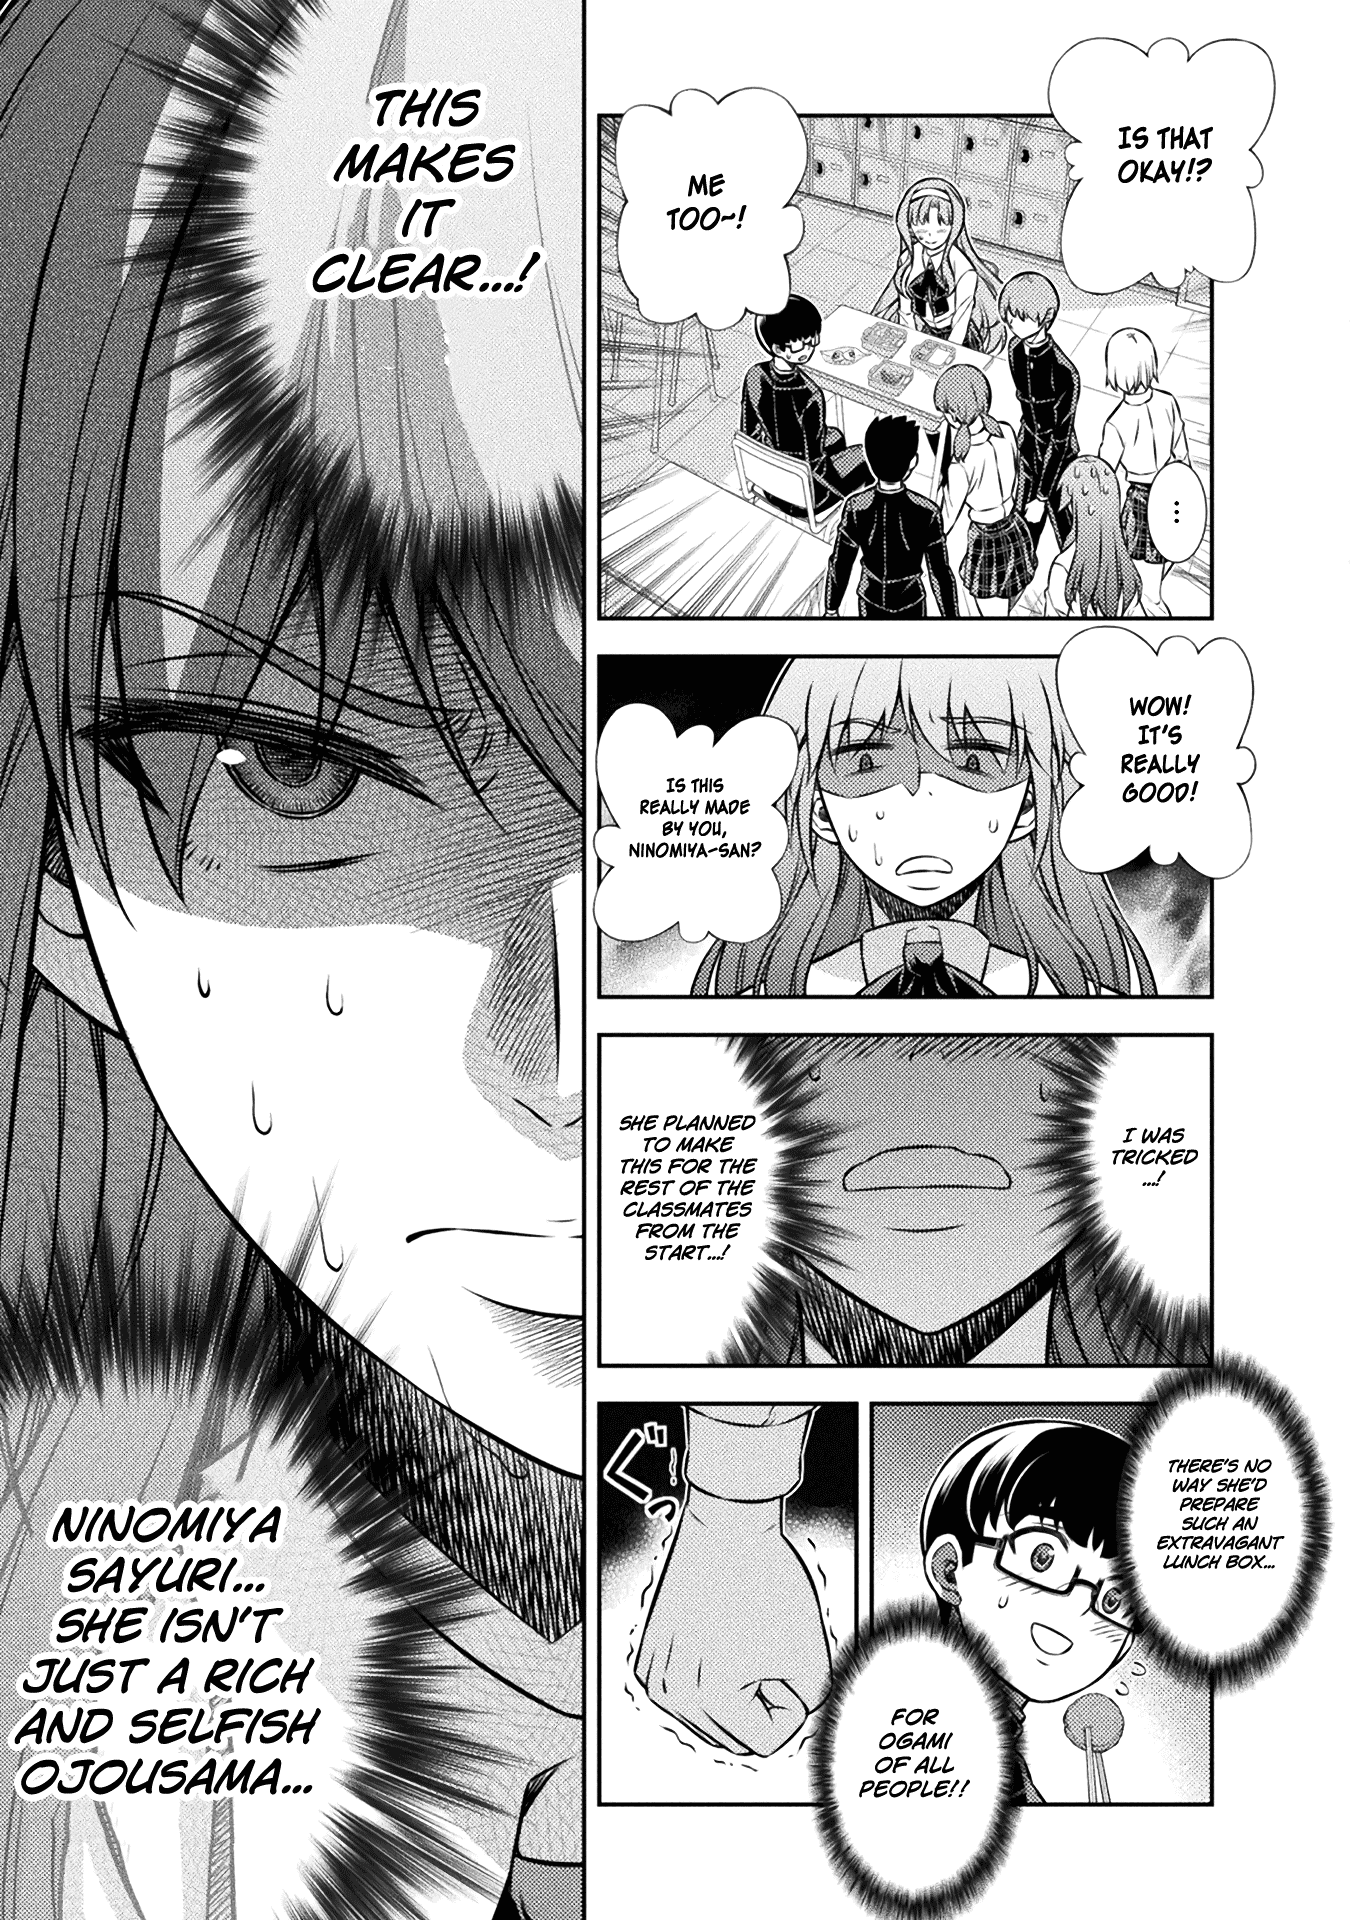 IS THAT
OKAY!?
ME
TOO~!
...
WOW!
IT'S
REALLY
GOOD!
IS THIS
REALLY MADE
BY YOU,
NINOMIYA-SAN?
I WAS
TRICKED
...!
SHE PLANNED
TO MAKE
THIS FOR THE
REST OF THE
CLASSMATES
FROM THE
START...!
THERE'S NO
WAY SHE'D
PREPARE
SUCH AN
EXTRAVAGANT
LUNCH BOX...
FOR
OGAMI
OF ALL
PEOPLE!!
ぐっ
THIS
MAKES
IT
CLEAR...!
NINOMIYA
SAYURI...
SHE ISN'T
JUST A RICH
AND SELFISH
OJOUSAMA...